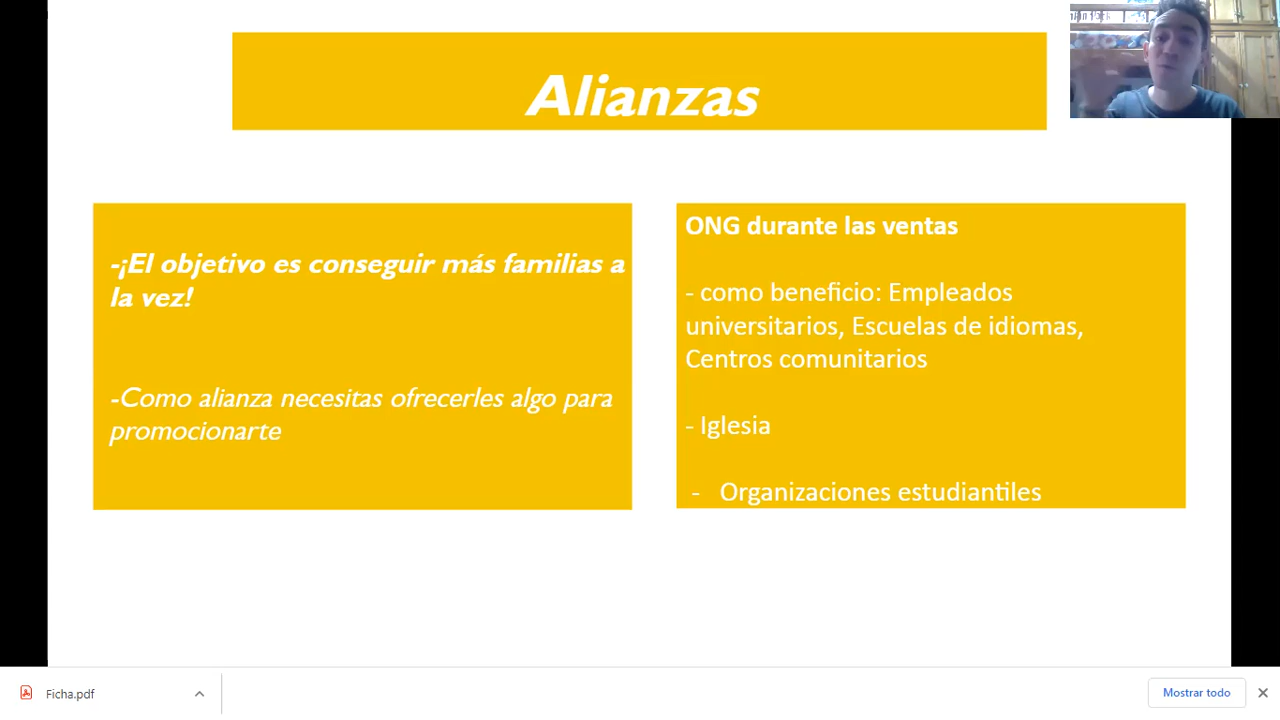 Alianzas
-¡El objetivo es conseguir más familias a
la vez!
-Como alianza necesitas ofrecerles algo para
promocionarte
ONG durante las ventas
- como beneficio: Empleados
universitarios, Escuelas de idiomas,
Centros comunitarios
- Iglesia
- Organizaciones estudiantiles
Ficha.pdf
Mostrar todo